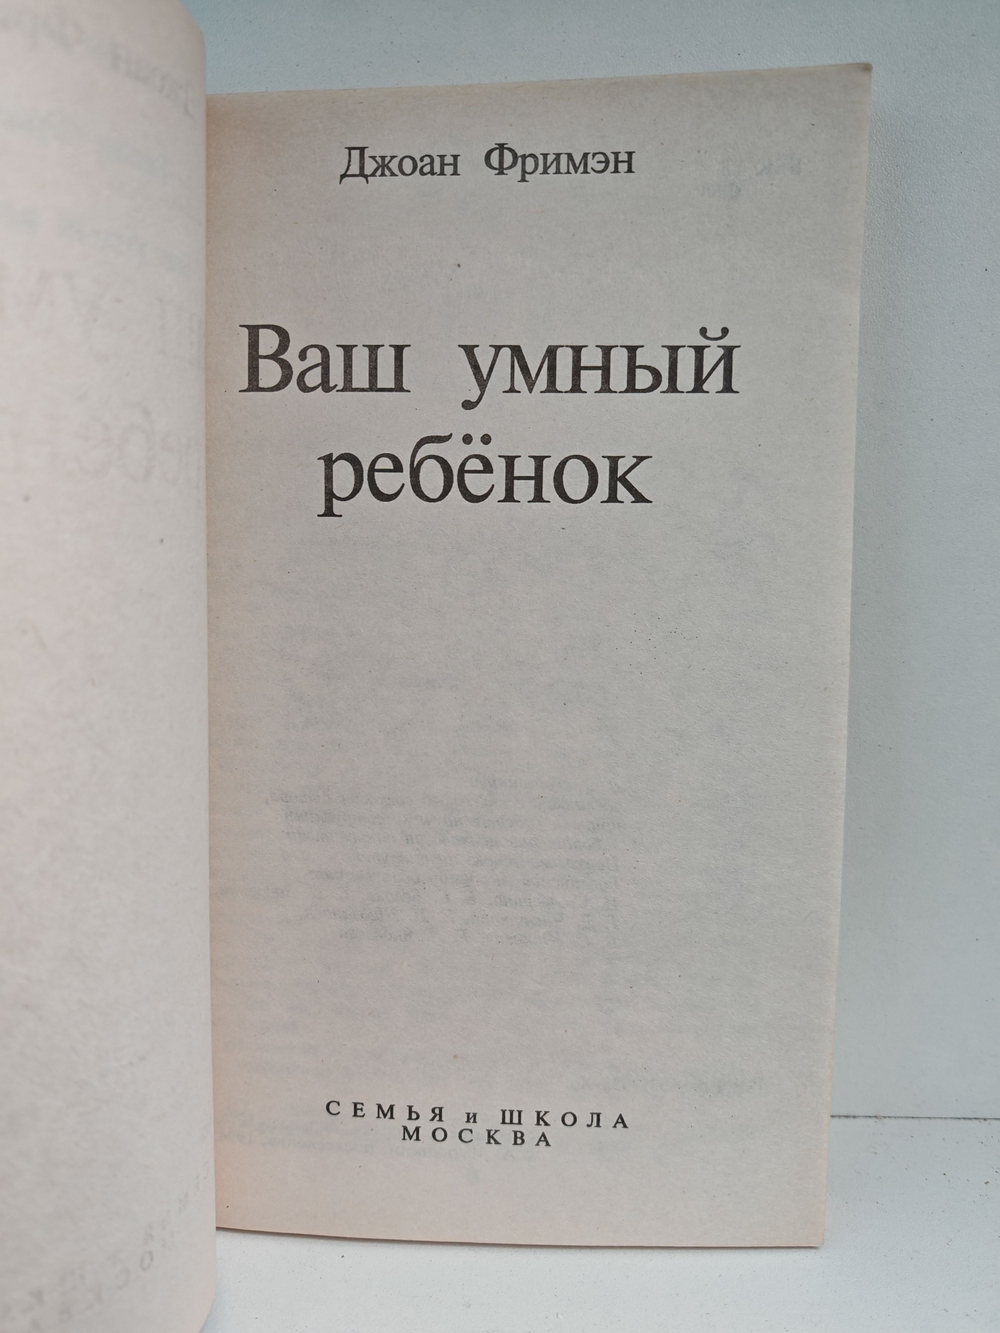 Джоан Фримэн
Ваш умный
ребёнок
СЕМЬЯ и ШКОЛА
МОСКВА